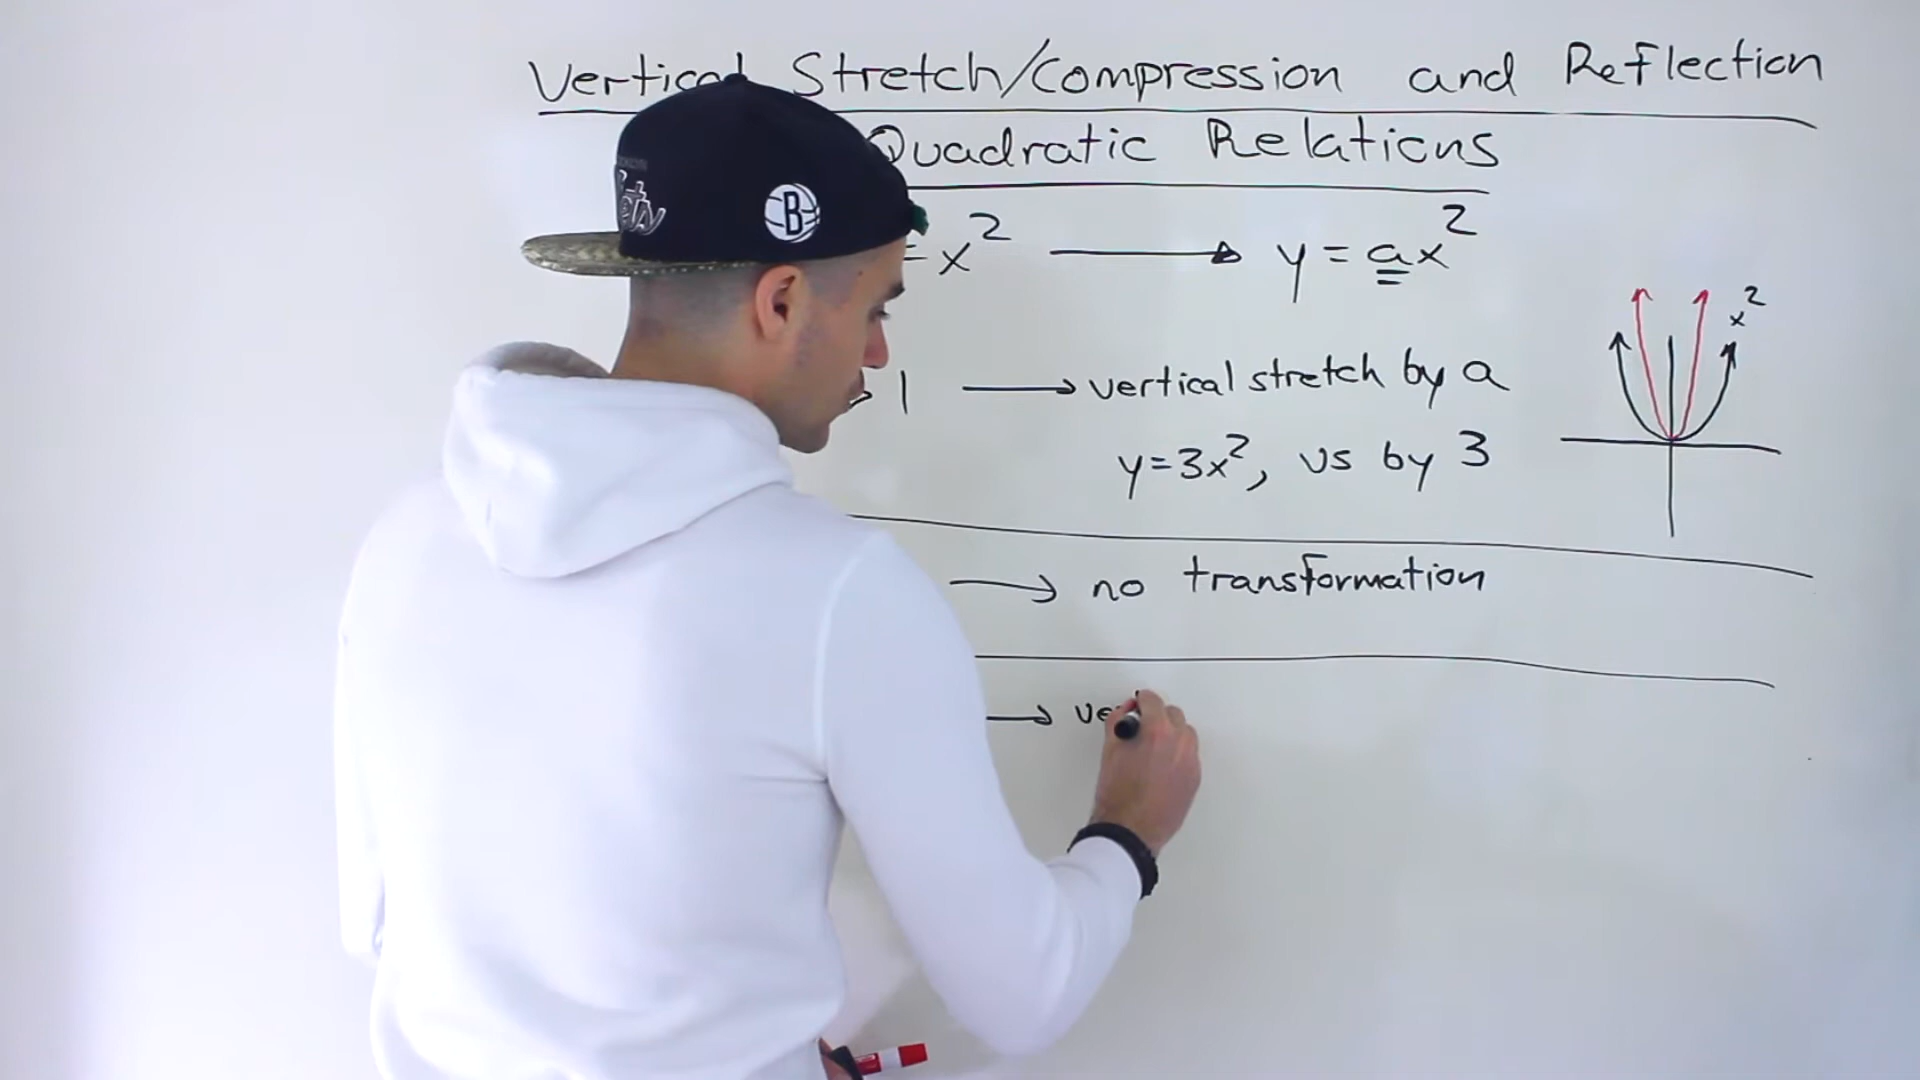 Vertical Stretch/Compression and Reflection
Quadratic Relations
= x² → y = ax²
x²
> 1 → vertical stretch by a
y=3x², vs by 3
→ no transformation
→ ve
B